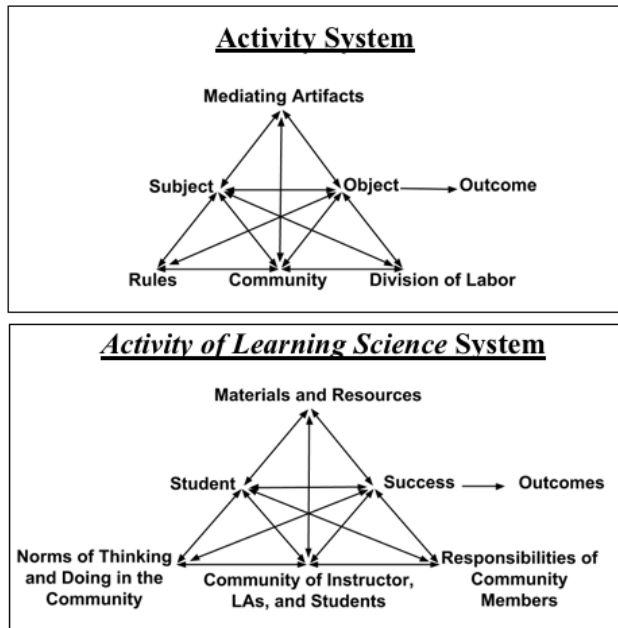 Activity System
Mediating Artifacts
Subject Object Outcome
Rules Community Division of Labor
Activity of Learning Science System
Materials and Resources
Student Success Outcomes
Norms of Thinking
and Doing in the
Community
Community of Instructor,
LAs, and Students
Responsibilities of
Community
Members